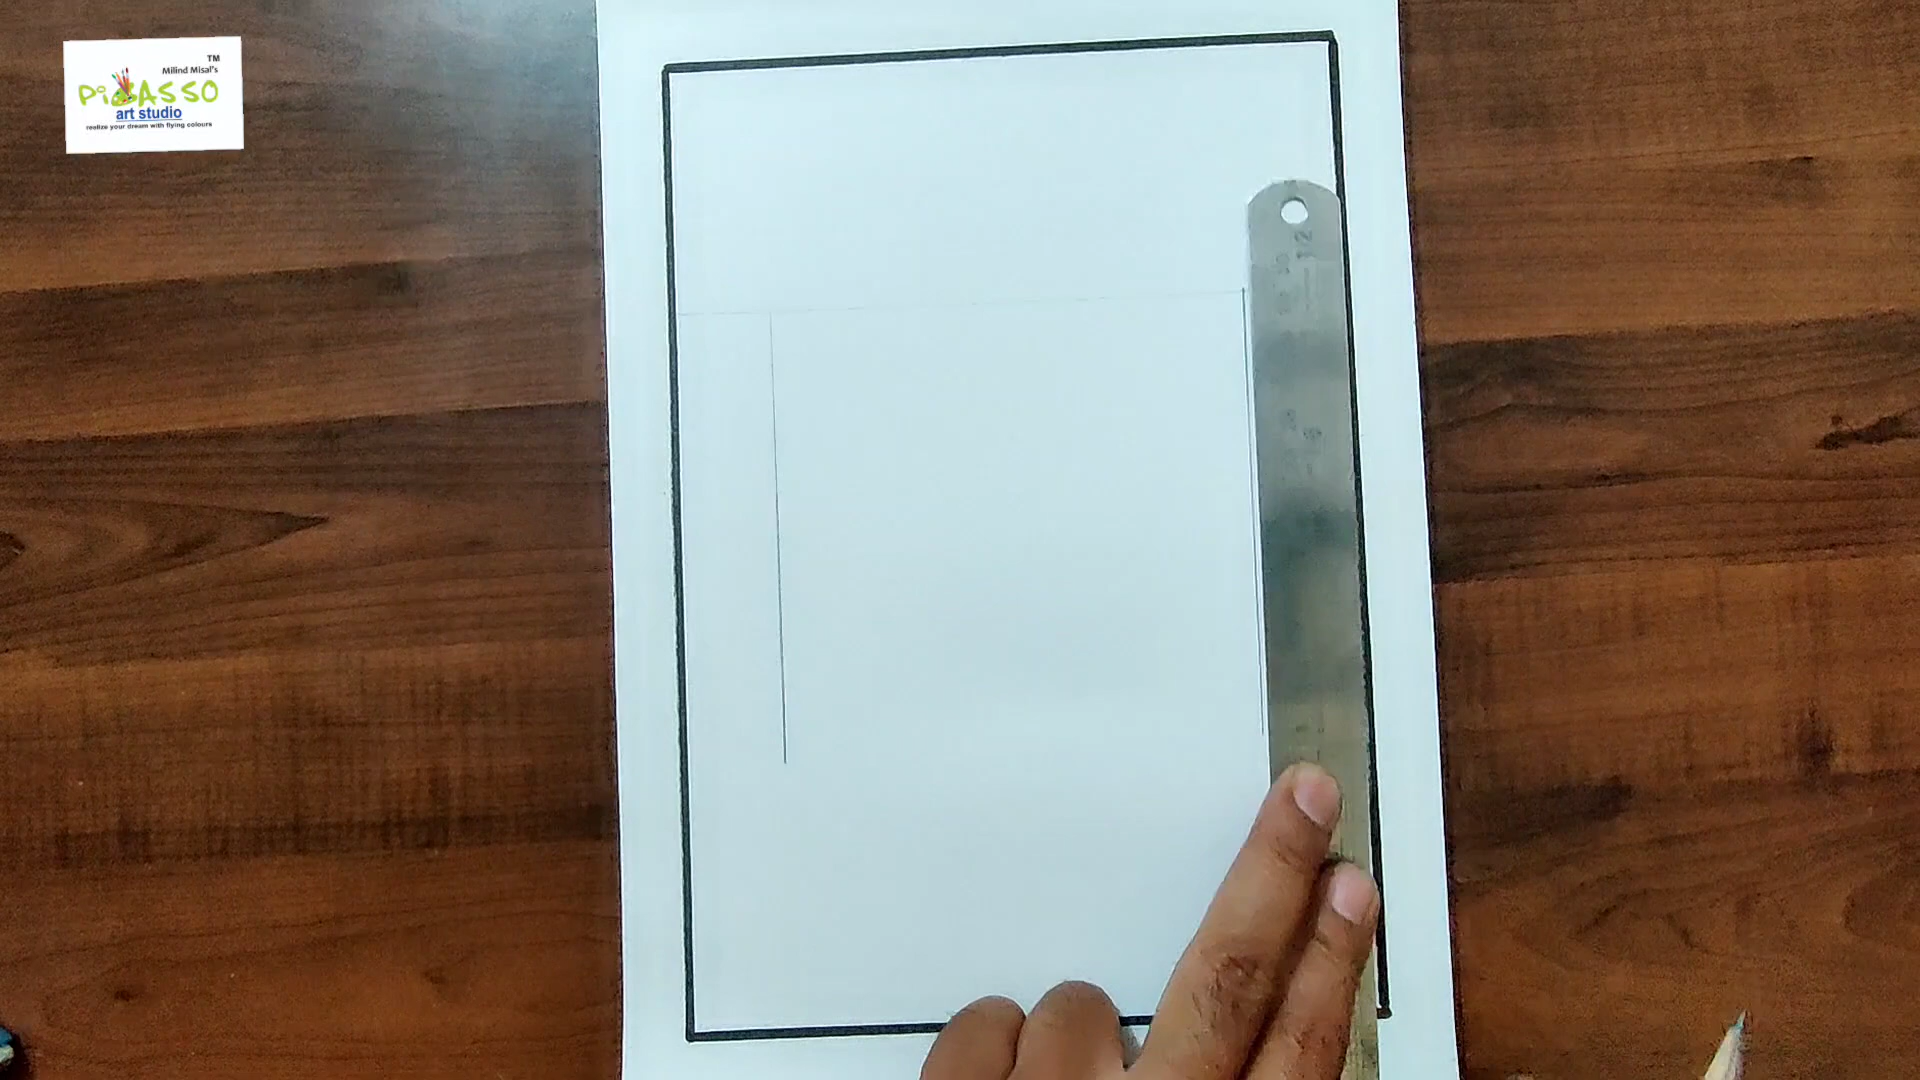 TM
Milind Misal's
PiCASSO
art studio
realize your dream with flying colours
12